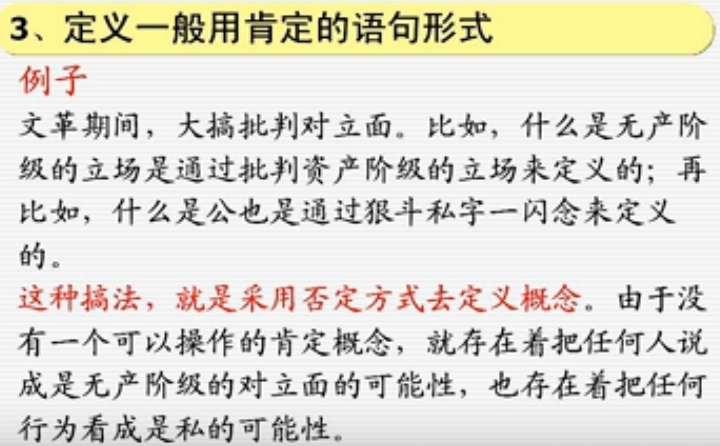 3、定义一般用肯定的语句形式
例子
文革期间，大搞批判对立面。比如，什么是无产阶
级的立场是通过批判资产阶级的立场来定义的；再
比如，什么是公也是通过狠斗私字一闪念来定义
的。
这种搞法，就是采用否定方式去定义概念。由于没
有一个可以操作的肯定概念，就存在着把任何人说
成是无产阶级的对立面的可能性，也存在着把任何
行为看成是私的可能性。